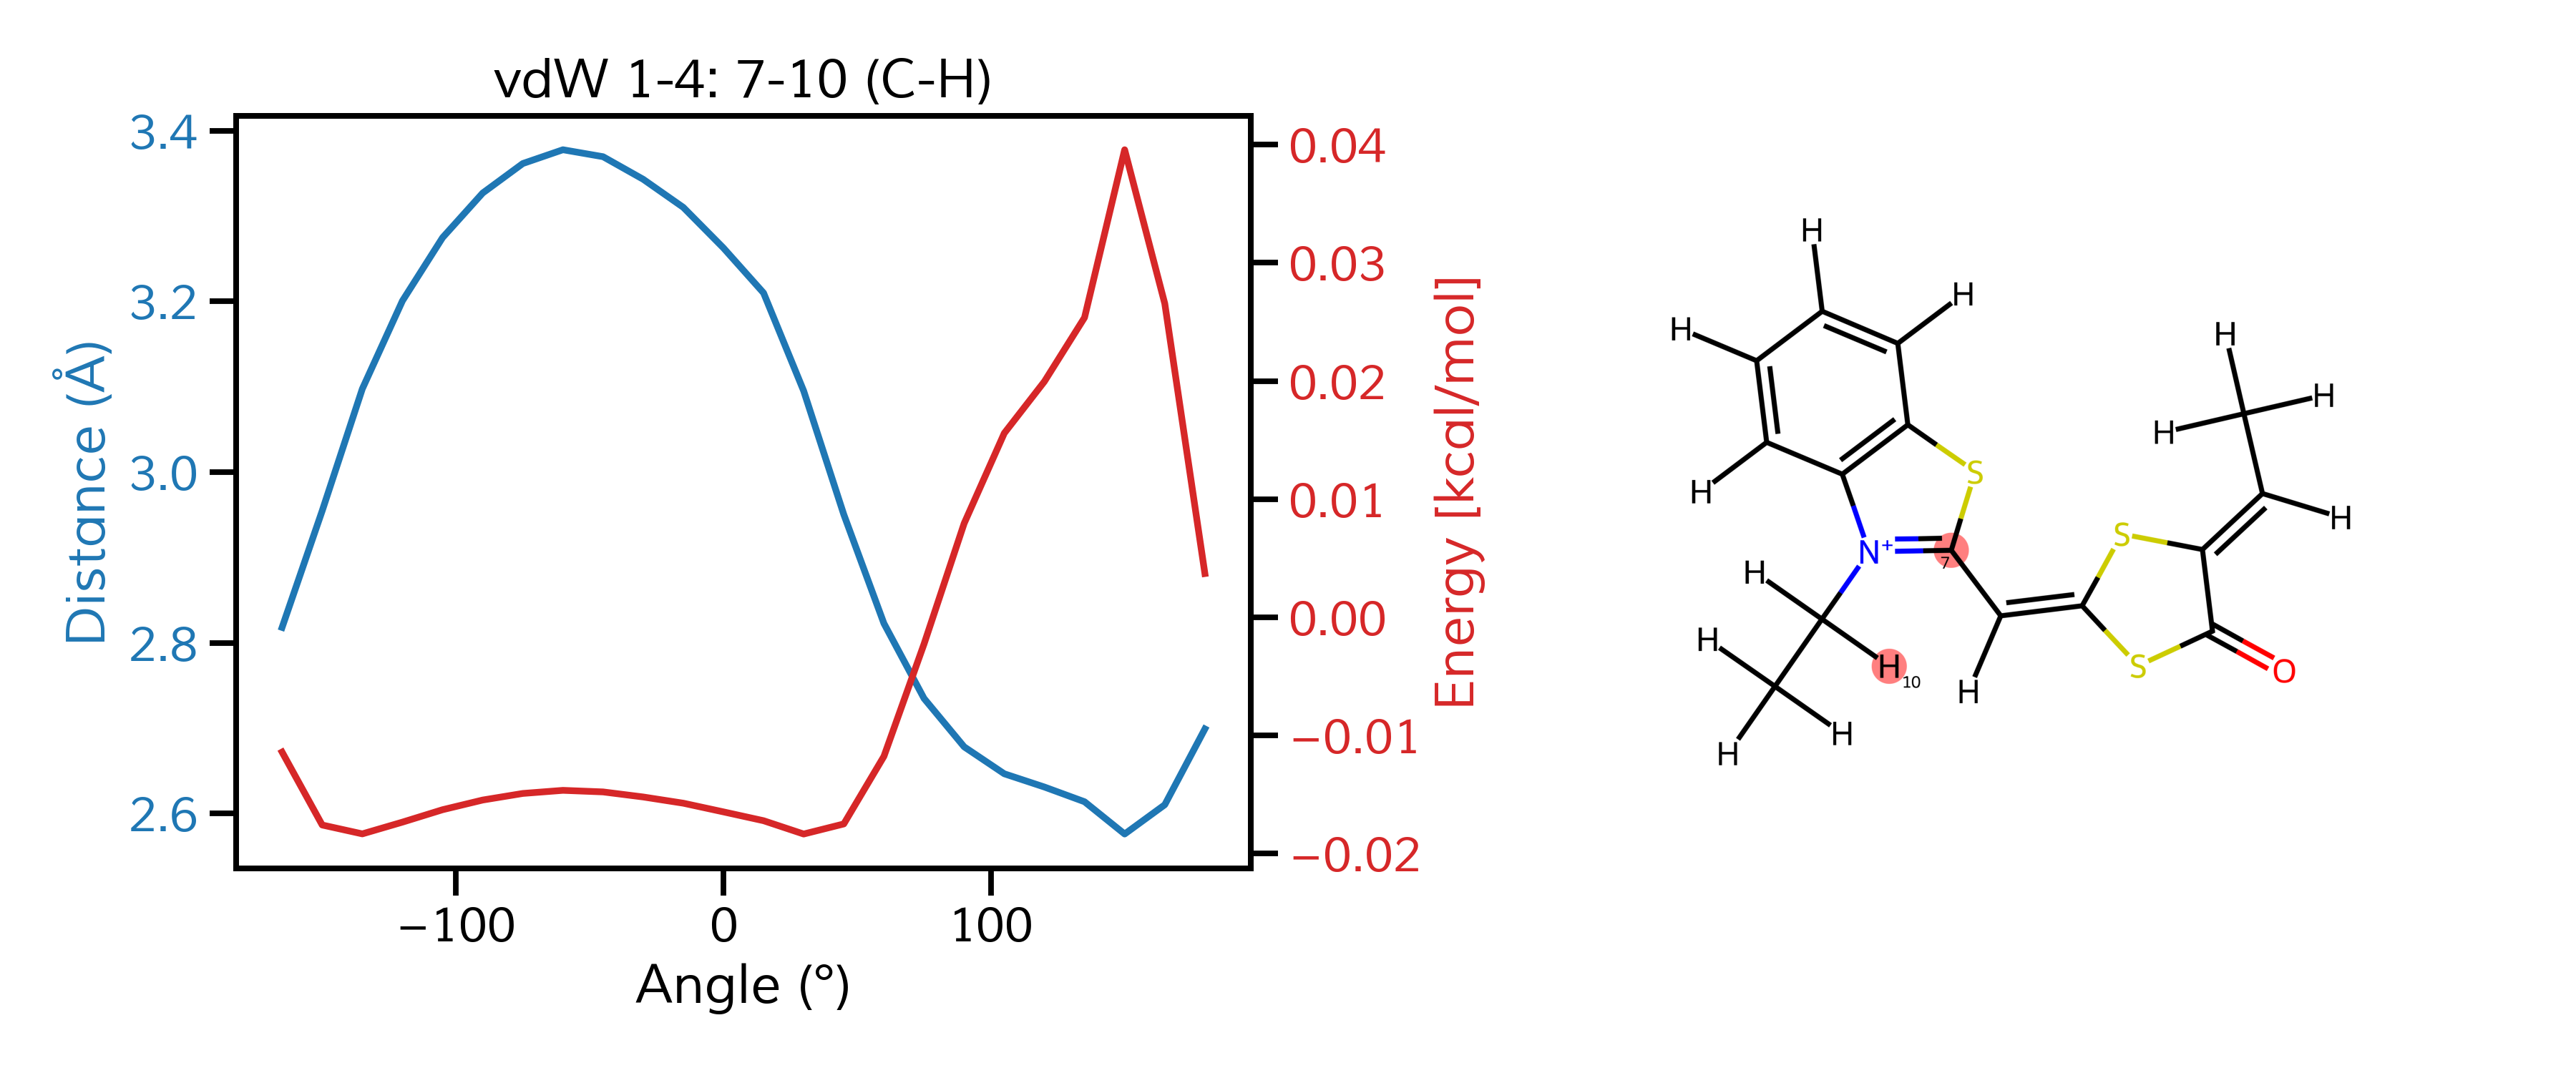 vdW 1-4: 7-10 (C-H)
Distance (Å)
3.4
3.2
3.0
2.8
2.6
−100
0
100
Angle (°)
0.04
0.03
0.02
0.01
0.00
−0.01
−0.02
Energy [kcal/mol]
H
H
H
H
H
H
H
S
H
H
S
N⁺
7
H
H
H
10
S
H
O
H
H